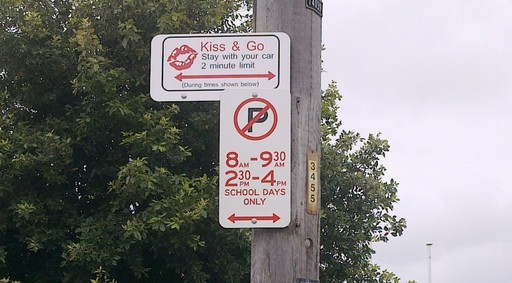 Kiss & Go
Stay with your car
2 minute limit
(During times shown below)
P
8AM-930AM
230PM-4PM
SCHOOL DAYS
ONLY
3455